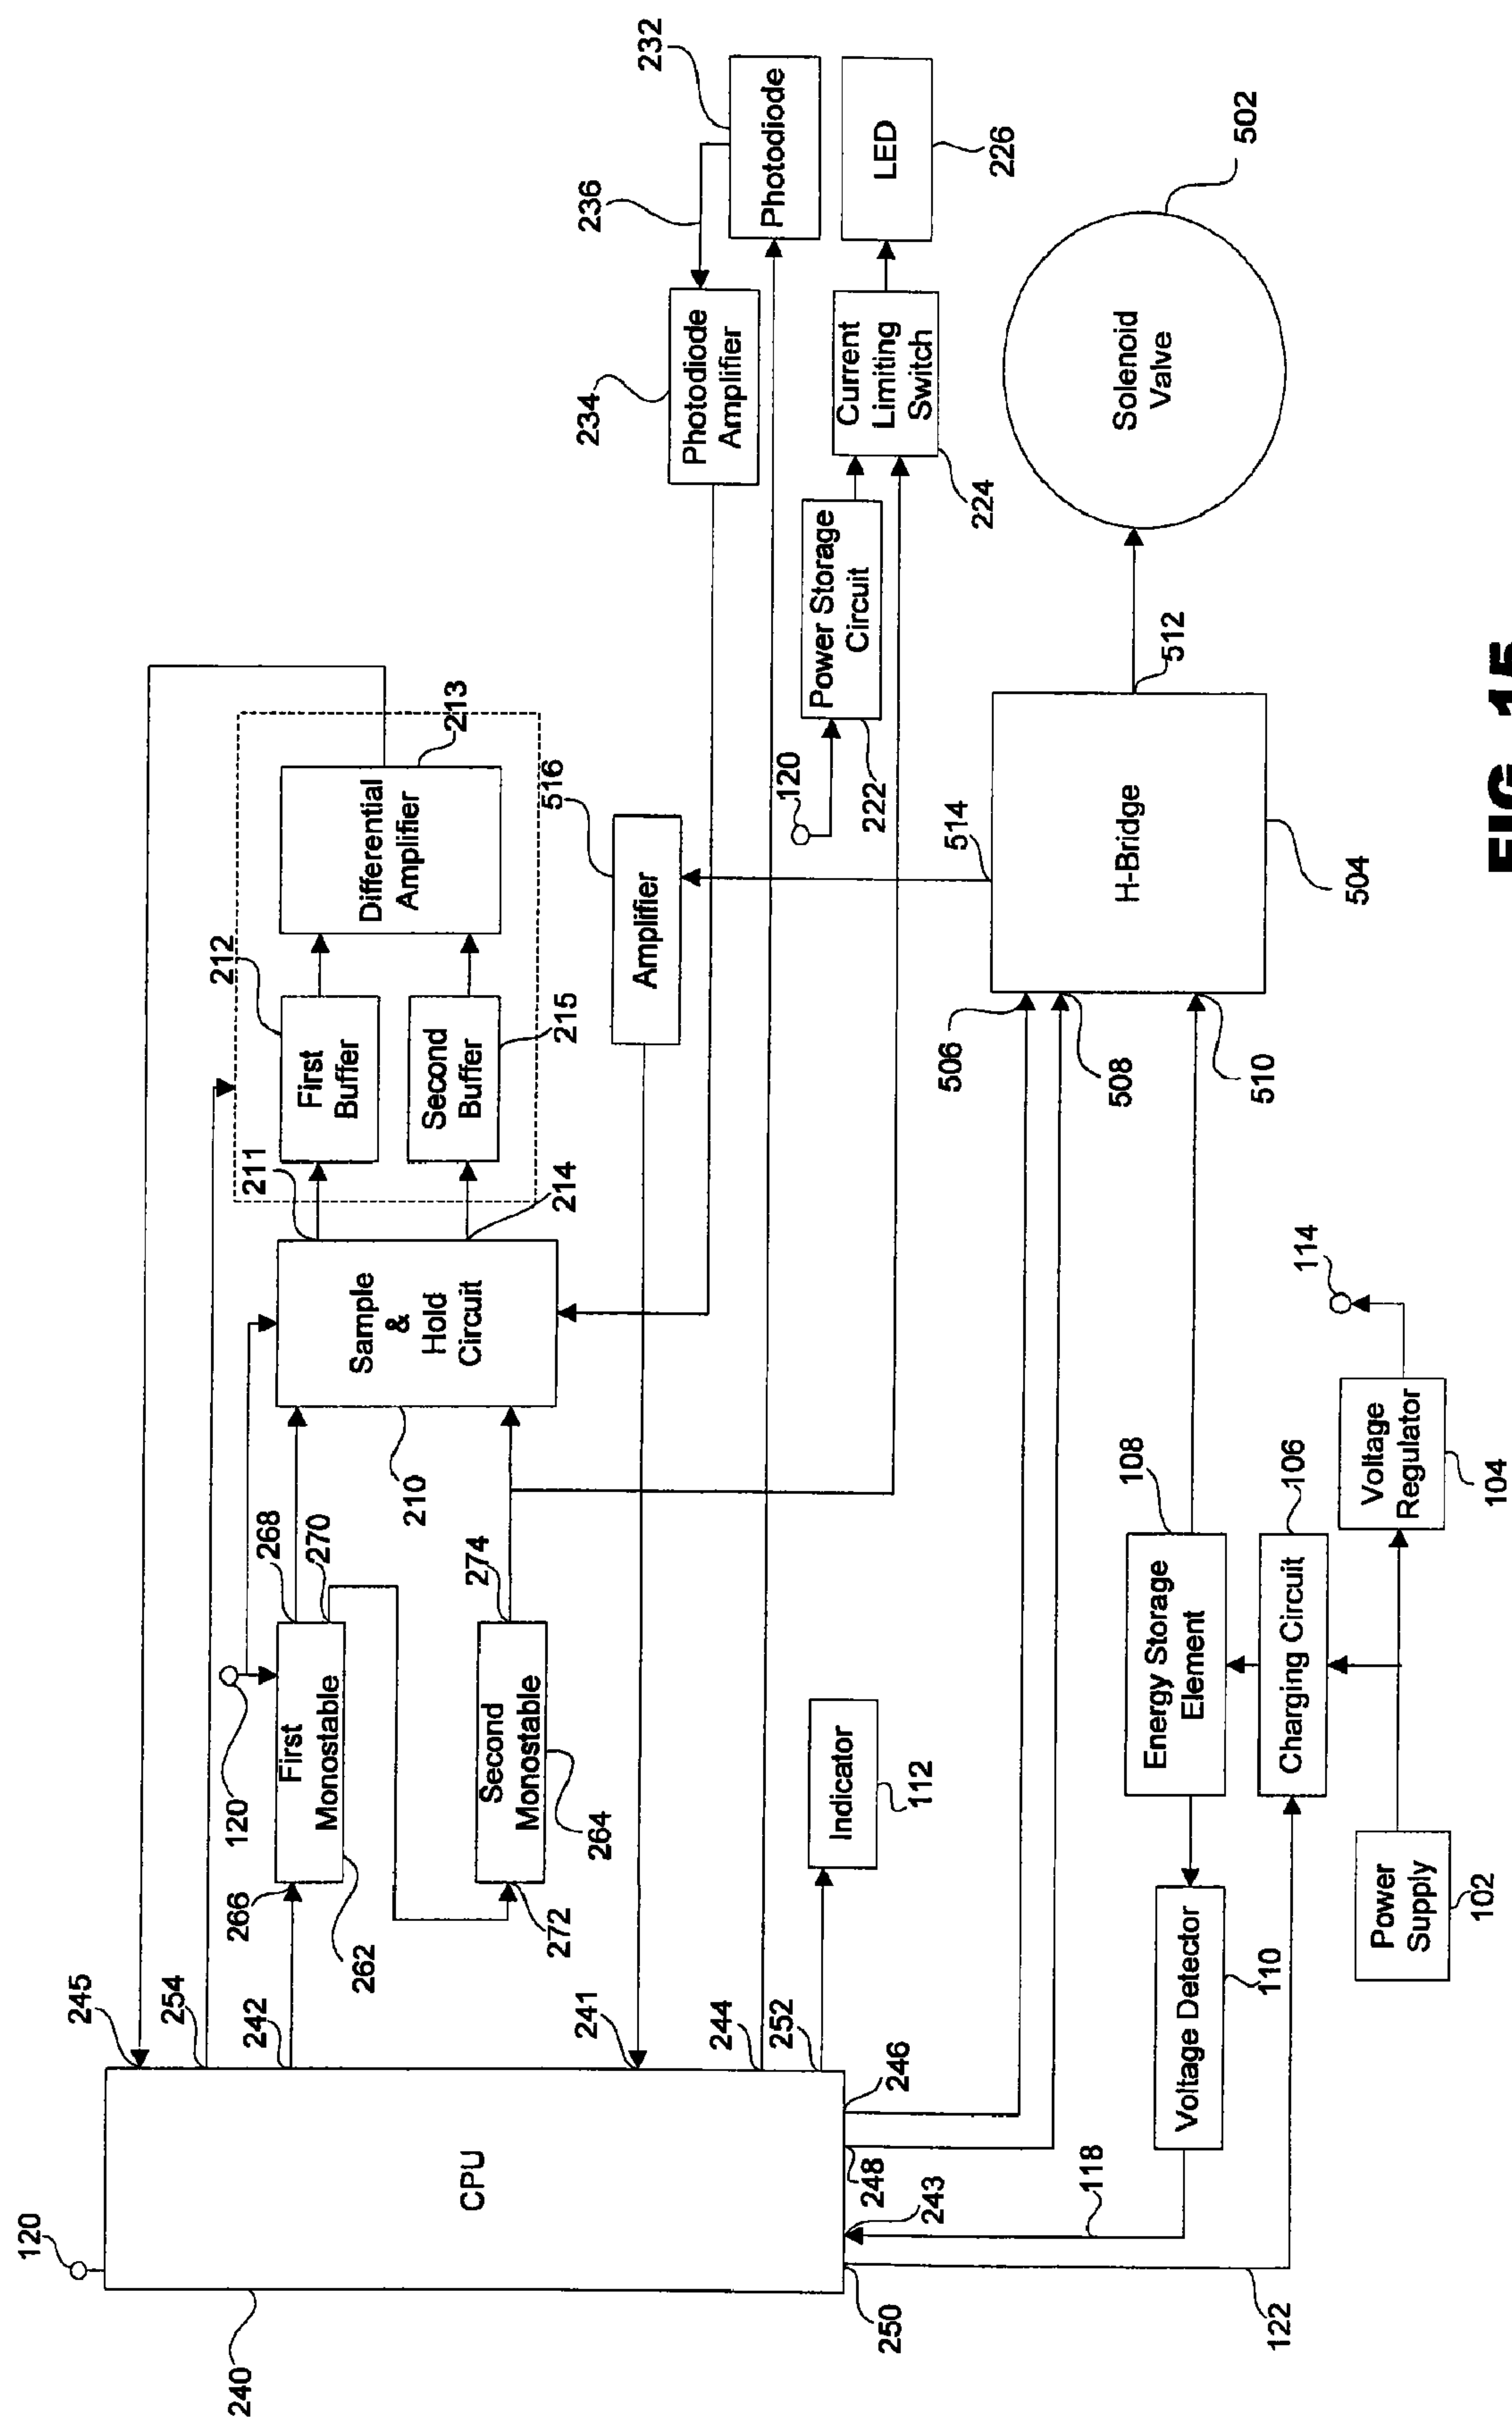 120
240
CPU
245
254
242
241
244
252
246
248
243
250
118
122
120
266
First
Monostable
262
268
270
272
Second
Monostable
264
274
Indicator
112
Voltage Detector
110
Energy Storage
Element
108
Charging Circuit
106
Power
Supply
102
Voltage
Regulator
104
114
Sample
&
Hold
Circuit
210
211
214
212
First
Buffer
Second
Buffer
215
Differential
Amplifier
213
Amplifier
516
120
Power Storage
Circuit
222
Photodiode
Amplifier
234
236
Photodiode
232
Current
Limiting
Switch
224
LED
226
506
508
510
514
H-Bridge
504
512
Solenoid
Valve
502
FIG. 15